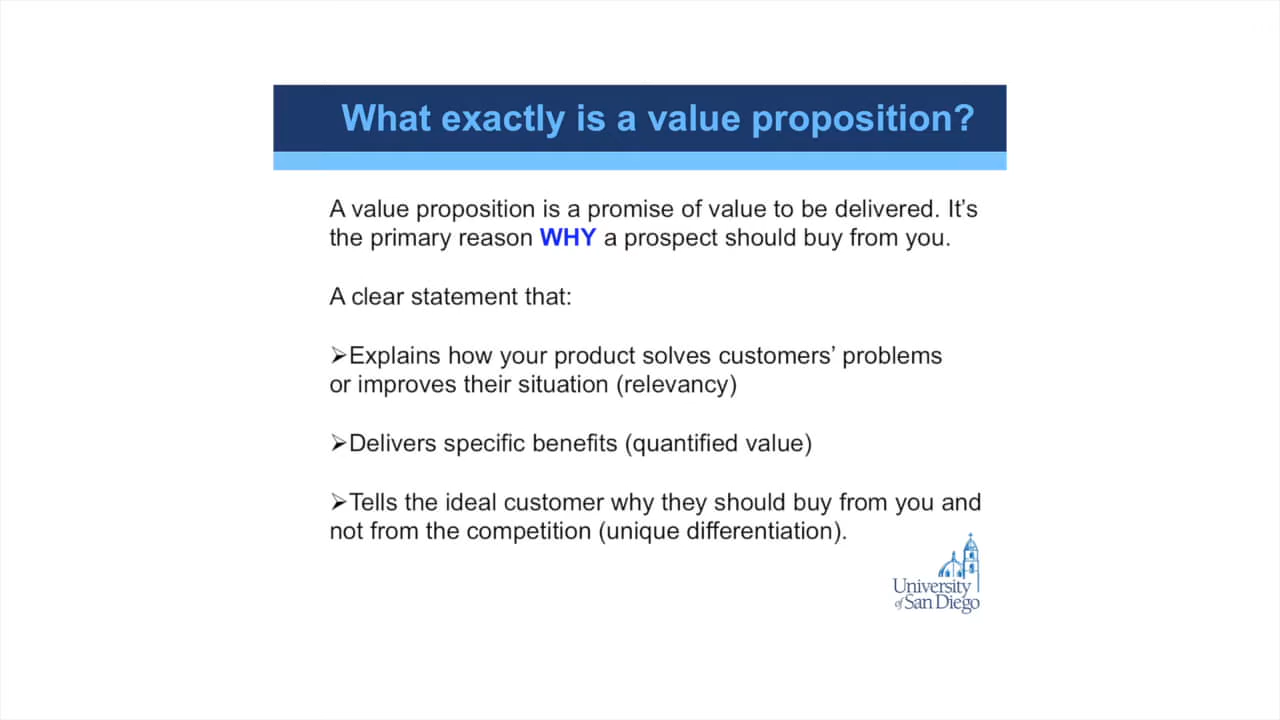 What exactly is a value proposition?
A value proposition is a promise of value to be delivered. It’s
the primary reason WHY a prospect should buy from you.
A clear statement that:
➢Explains how your product solves customers’ problems
or improves their situation (relevancy)
➢Delivers specific benefits (quantified value)
➢Tells the ideal customer why they should buy from you and
not from the competition (unique differentiation).
University
of San Diego